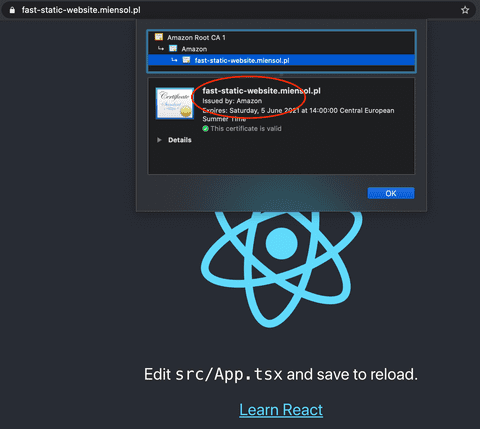 fast-static-website.miensol.pl
Amazon Root CA 1
Amazon
fast-static-website.miensol.pl
Certificate
Standard
fast-static-website.miensol.pl
Issued by: Amazon
Expires: Saturday, 5 June 2021 at 14:00:00 Central European
Summer Time
This certificate is valid
Details
OK
Edit src/App.tsx and save to reload.
Learn React